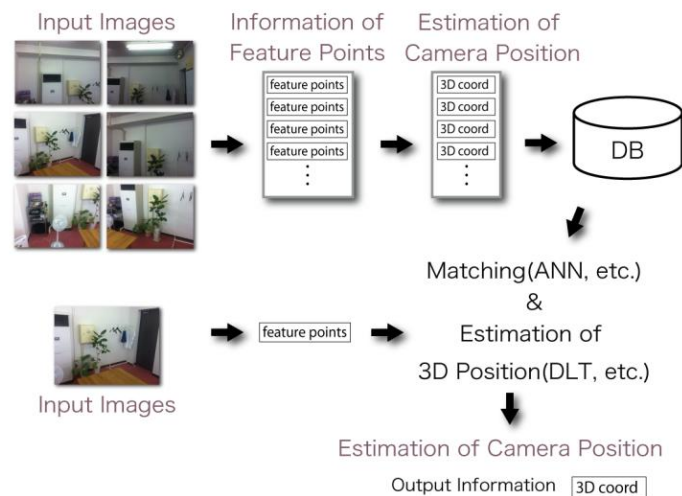 Input Images
Information of
Feature Points
Estimation of
Camera Position
feature points
feature points
feature points
feature points
3D coord
3D coord
3D coord
3D coord
DB
Matching(ANN, etc.)
&
Estimation of
3D Position(DLT, etc.)
feature points
Input Images
Estimation of Camera Position
Output Information
3D coord